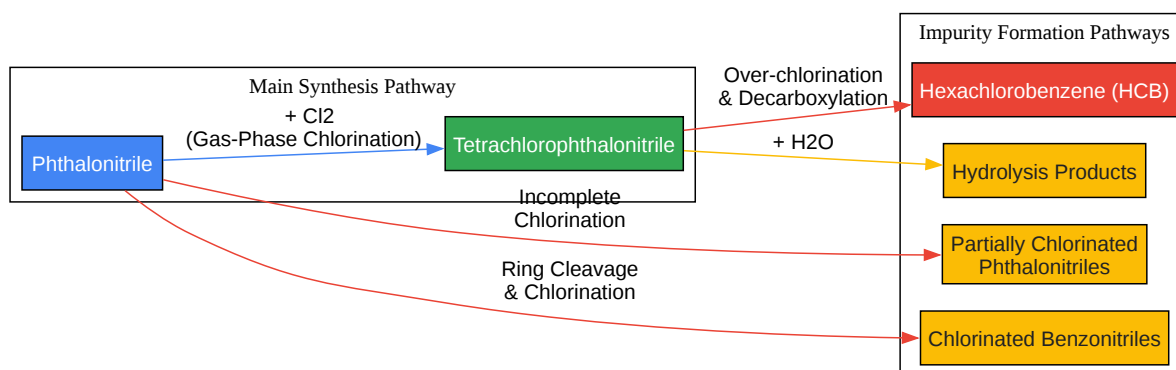 Impurity Formation Pathways
Main Synthesis Pathway
Over-chlorination
& Decarboxylation
Hexachlorobenzene (HCB)
+ Cl2
(Gas-Phase Chlorination)
Phthalonitrile
Tetrachlorophthalonitrile
+ H2O
Hydrolysis Products
Incomplete
Chlorination
Partially Chlorinated
Phthalonitriles
Ring Cleavage
& Chlorination
Chlorinated Benzonitriles